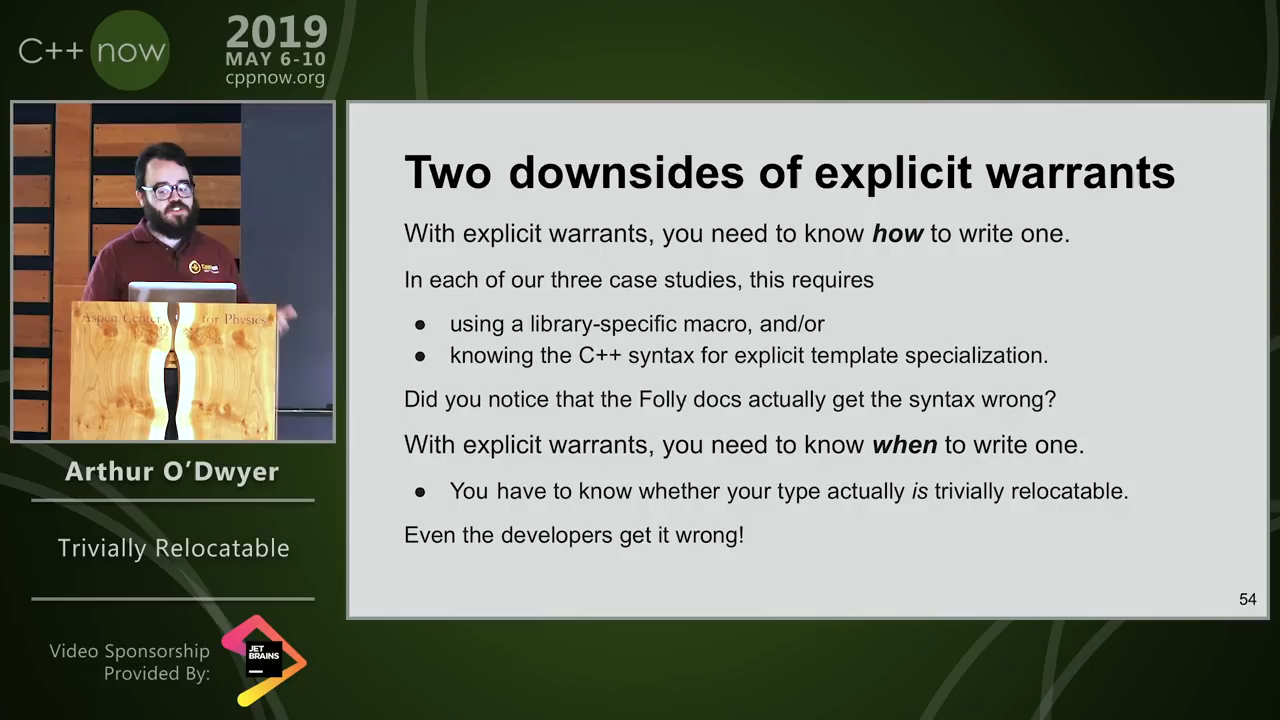 C++ now
2019
MAY 6-10
cppnow.org
Aspen Center for Physics
Arthur O'Dwyer
Trivially Relocatable
Video Sponsorship
Provided By:
JET
BRAINS
Two downsides of explicit warrants
With explicit warrants, you need to know how to write one.
In each of our three case studies, this requires
● using a library-specific macro, and/or
● knowing the C++ syntax for explicit template specialization.
Did you notice that the Folly docs actually get the syntax wrong?
With explicit warrants, you need to know when to write one.
● You have to know whether your type actually is trivially relocatable.
Even the developers get it wrong!
54